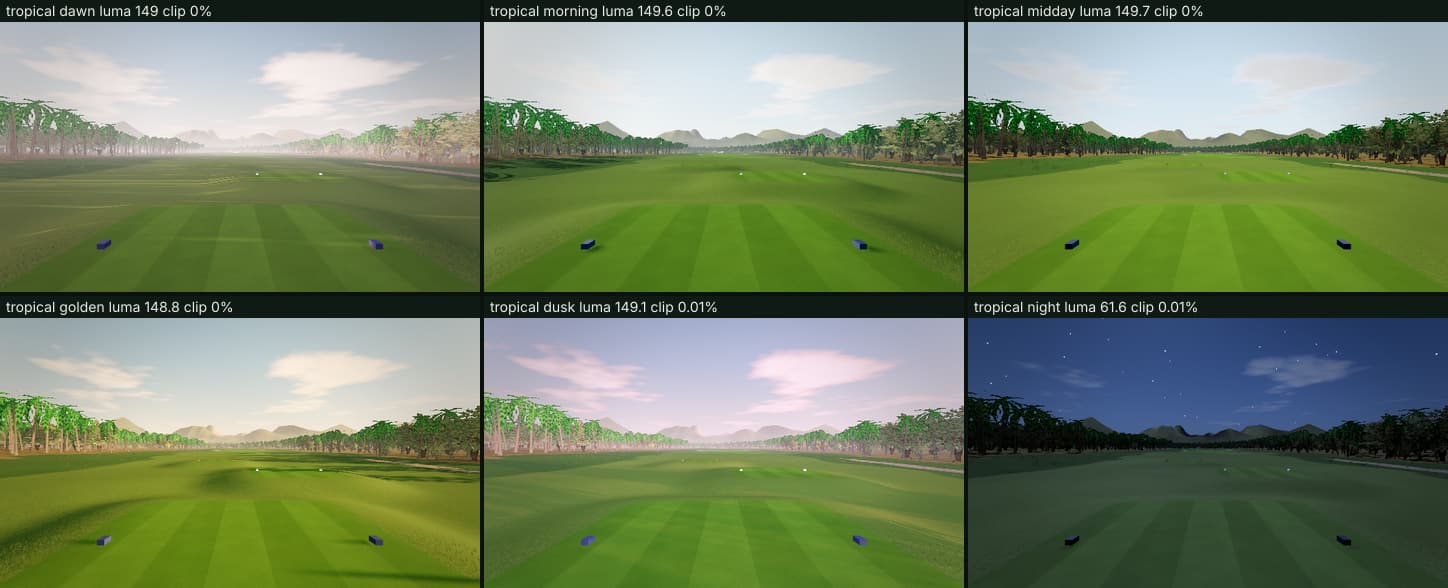 tropical dawn luma 149 clip 0%
tropical morning luma 149.6 clip 0%
tropical midday luma 149.7 clip 0%
tropical golden luma 148.8 clip 0%
tropical dusk luma 149.1 clip 0.01%
tropical night luma 61.6 clip 0.01%